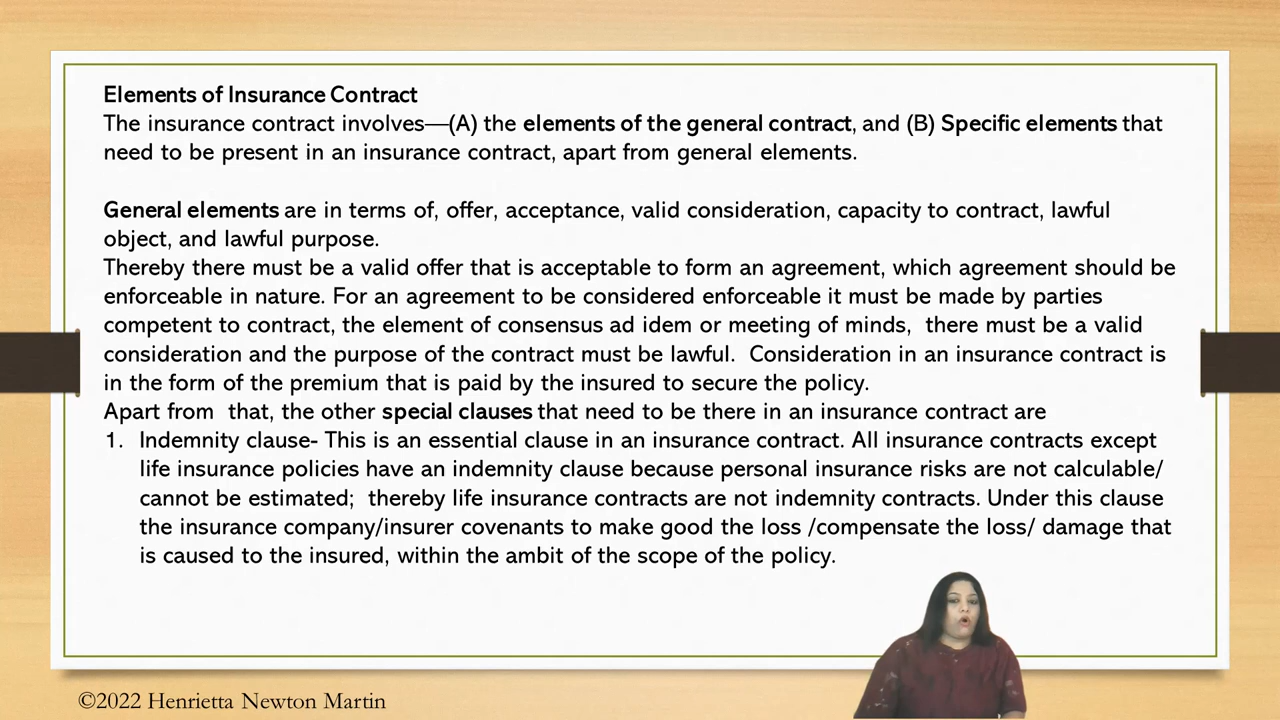 Elements of Insurance Contract
The insurance contract involves—(A) the elements of the general contract, and (B) Specific elements that
need to be present in an insurance contract, apart from general elements.
General elements are in terms of, offer, acceptance, valid consideration, capacity to contract, lawful
object, and lawful purpose.
Thereby there must be a valid offer that is acceptable to form an agreement, which agreement should be
enforceable in nature. For an agreement to be considered enforceable it must be made by parties
competent to contract, the element of consensus ad idem or meeting of minds,  there must be a valid
consideration and the purpose of the contract must be lawful.  Consideration in an insurance contract is
in the form of the premium that is paid by the insured to secure the policy.
Apart from  that, the other special clauses that need to be there in an insurance contract are
1. Indemnity clause- This is an essential clause in an insurance contract. All insurance contracts except
life insurance policies have an indemnity clause because personal insurance risks are not calculable/
cannot be estimated;  thereby life insurance contracts are not indemnity contracts. Under this clause
the insurance company/insurer covenants to make good the loss /compensate the loss/ damage that
is caused to the insured, within the ambit of the scope of the policy.
©2022 Henrietta Newton Martin